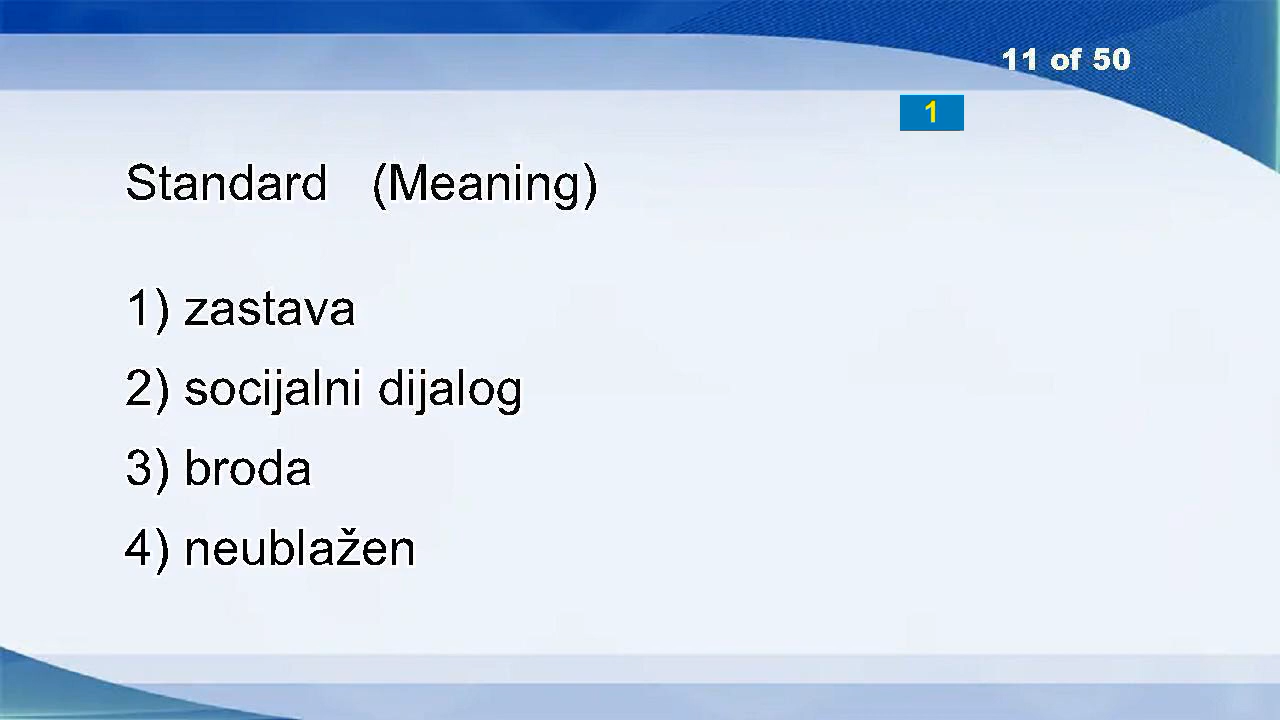 11 of 50
1
Standard (Meaning)
1) zastava
2) socijalni dijalog
3) broda
4) neublažen